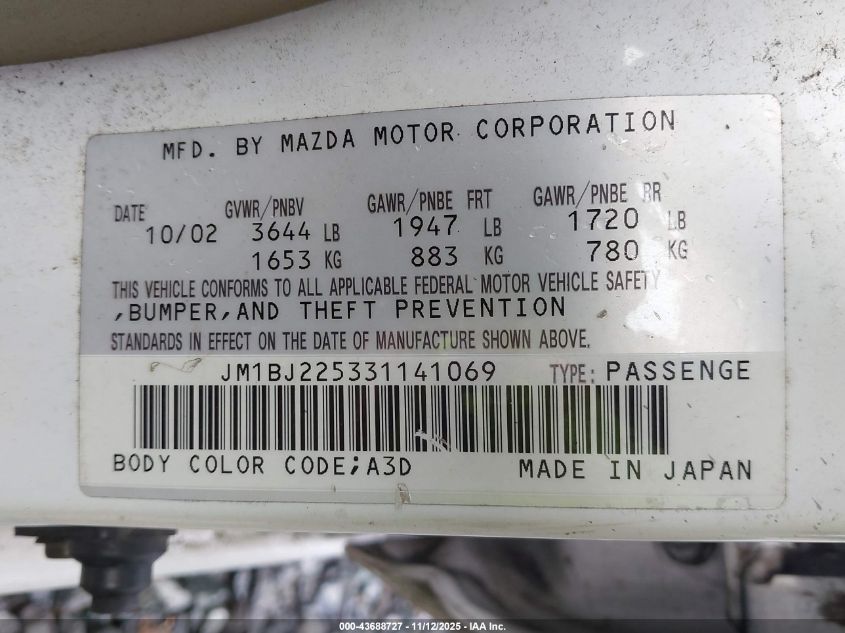 MFD. BY MAZDA MOTOR CORPORATION
DATE GVWR/PNBV GAWR/PNBE FRT GAWR/PNBE RR
10/02 3644 LB 1947 LB 1720 LB
1653 KG 883 KG 780 KG
THIS VEHICLE CONFORMS TO ALL APPLICABLE FEDERAL MOTOR VEHICLE SAFETY
,BUMPER,AND THEFT PREVENTION
STANDARDS IN EFFECT ON THE DATE OF MANUFACTURE SHOWN ABOVE.
JM1BJ225331141069 TYPE: PASSENGE
BODY COLOR CODE;A3D MADE IN JAPAN
000-43688727 - 11/12/2025 - IAA Inc.